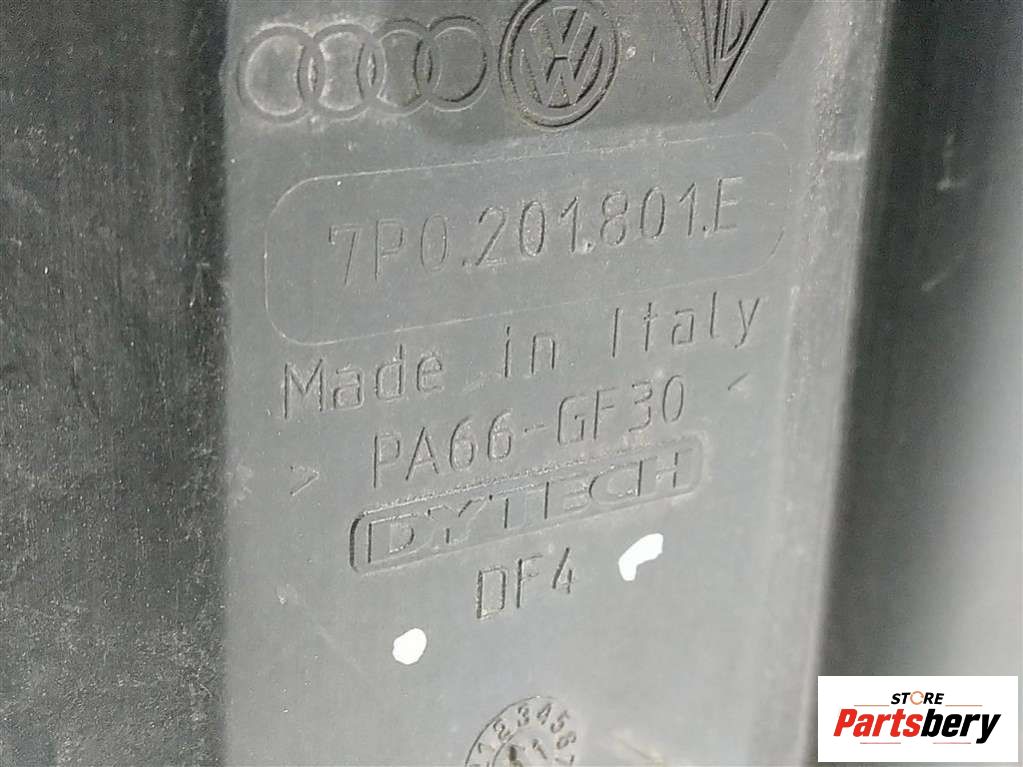 7P0.201.801.E
Made in Italy
> PA66-GF30 <
DYTECH
DF4
STORE
Partsbery